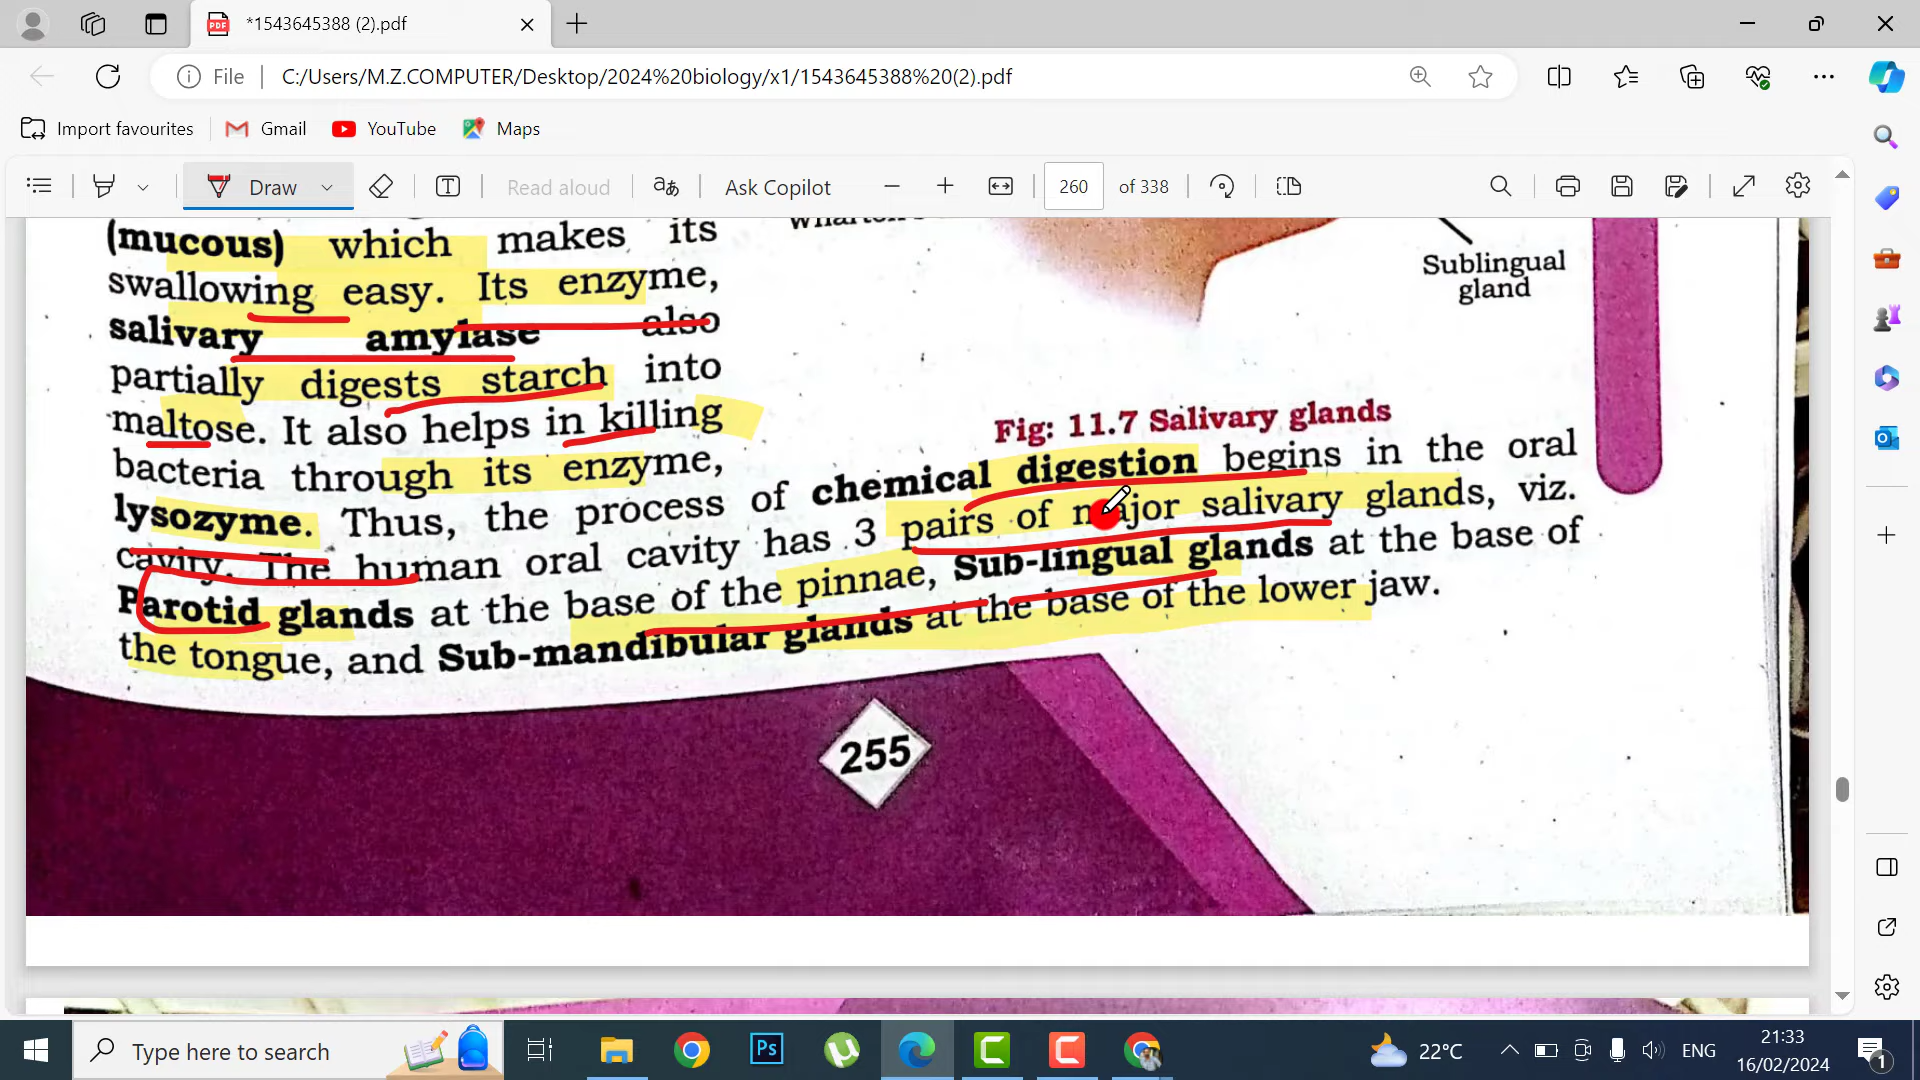 *1543645388 (2).pdf
File
C:/Users/M.Z.COMPUTER/Desktop/2024%20biology/x1/1543645388%20(2).pdf
Import favourites
Gmail
YouTube
Maps
Draw
Read aloud
Ask Copilot
260 of 338
(mucous) which makes its
swallowing easy. Its enzyme,
salivary amylase also
partially digests starch into
maltose. It also helps in killing
bacteria through its enzyme,
lysozyme. Thus, the process of chemical digestion begins in the oral
cavity. The human oral cavity has 3 pairs of major salivary glands, viz.
Parotid glands at the base of the pinnae, Sub-lingual glands at the base of
the tongue, and Sub-mandibular glands at the base of the lower jaw.
Sublingual
gland
Fig: 11.7 Salivary glands
255
Type here to search
Ps
22°C
ENG
21:33
16/02/2024
1